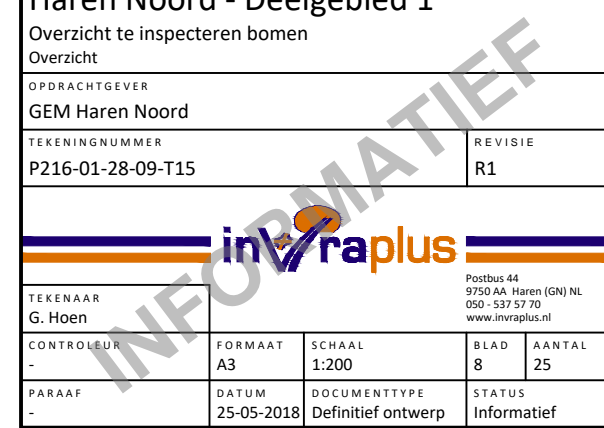 Haren Noord - Deelgebied 1
Overzicht te inspecteren bomen
Overzicht
OPDRACHTGEVER
GEM Haren Noord
TEKENINGNUMMER
P216-01-28-09-T15
REVISIE
R1
invraplus
Postbus 44
9750 AA Haren (GN) NL
050 - 537 57 70
www.invraplus.nl
TEKENAAR
G. Hoen
CONTROLEUR
-
FORMAAT
A3
SCHAAL
1:200
BLAD
8
AANTAL
25
PARAAF
-
DATUM
25-05-2018
DOCUMENTTYPE
Definitief ontwerp
STATUS
Informatief
INFORMATIEF